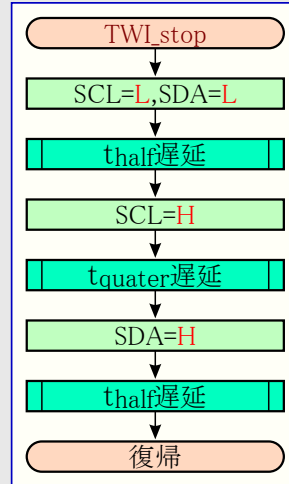 TWI_stop
SCL=L,SDA=L
thalf遅延
SCL=H
tquater遅延
SDA=H
thalf遅延
復帰